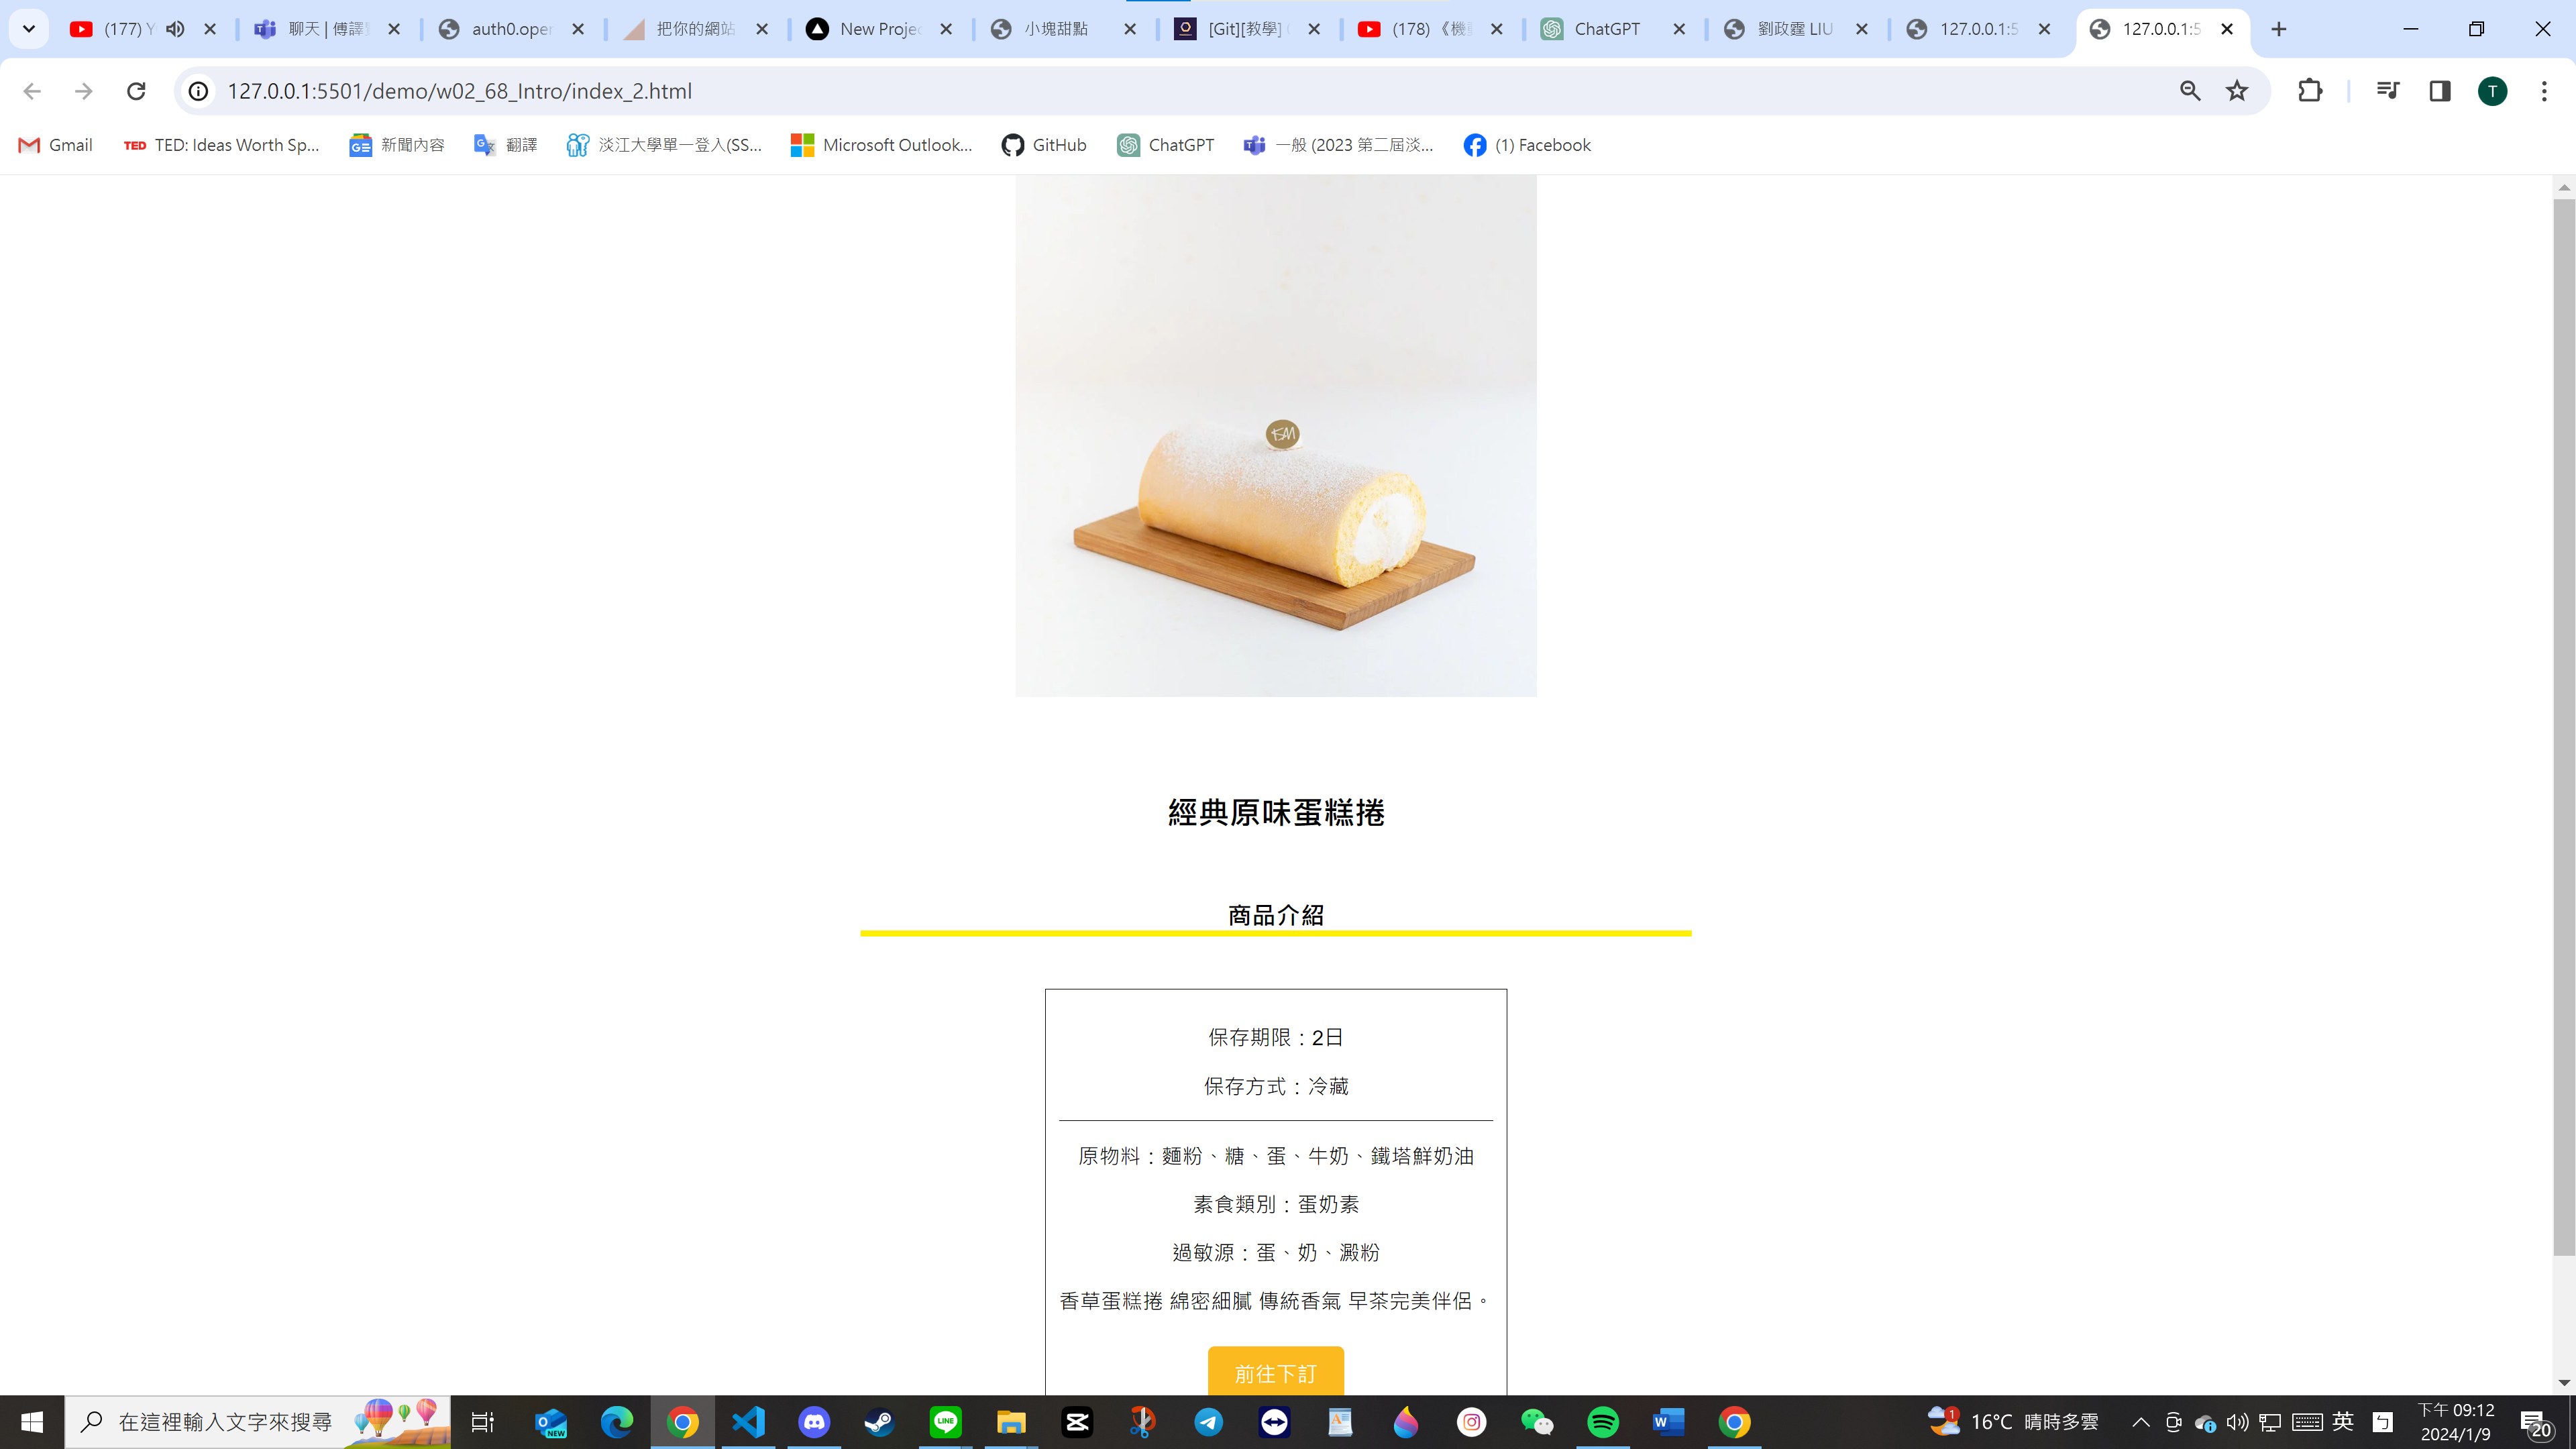 (177) Y
聊天 | 傅譯
auth0.oper
把你的網站
New Projec
小塊甜點
[Git][教學]
(178) 《機
ChatGPT
劉政霆 LIU
127.0.0.1:5
127.0.0.1:5
127.0.0.1:5501/demo/w02_68_Intro/index_2.html
T
Gmail
TED TED: Ideas Worth Sp...
新聞內容
翻譯
淡江大學單一登入(SS...
Microsoft Outlook...
GitHub
ChatGPT
一般 (2023 第二屆淡...
(1) Facebook
經典原味蛋糕捲
商品介紹
保存期限：2日
保存方式：冷藏
原物料：麵粉、糖、蛋、牛奶、鐵塔鮮奶油
素食類別：蛋奶素
過敏源：蛋、奶、澱粉
香草蛋糕捲 綿密細膩 傳統香氣 早茶完美伴侶。
前往下訂
在這裡輸入文字來搜尋
NEW
LINE
1
16°C 晴時多雲
英
ㄅ
下午 09:12
2024/1/9
20